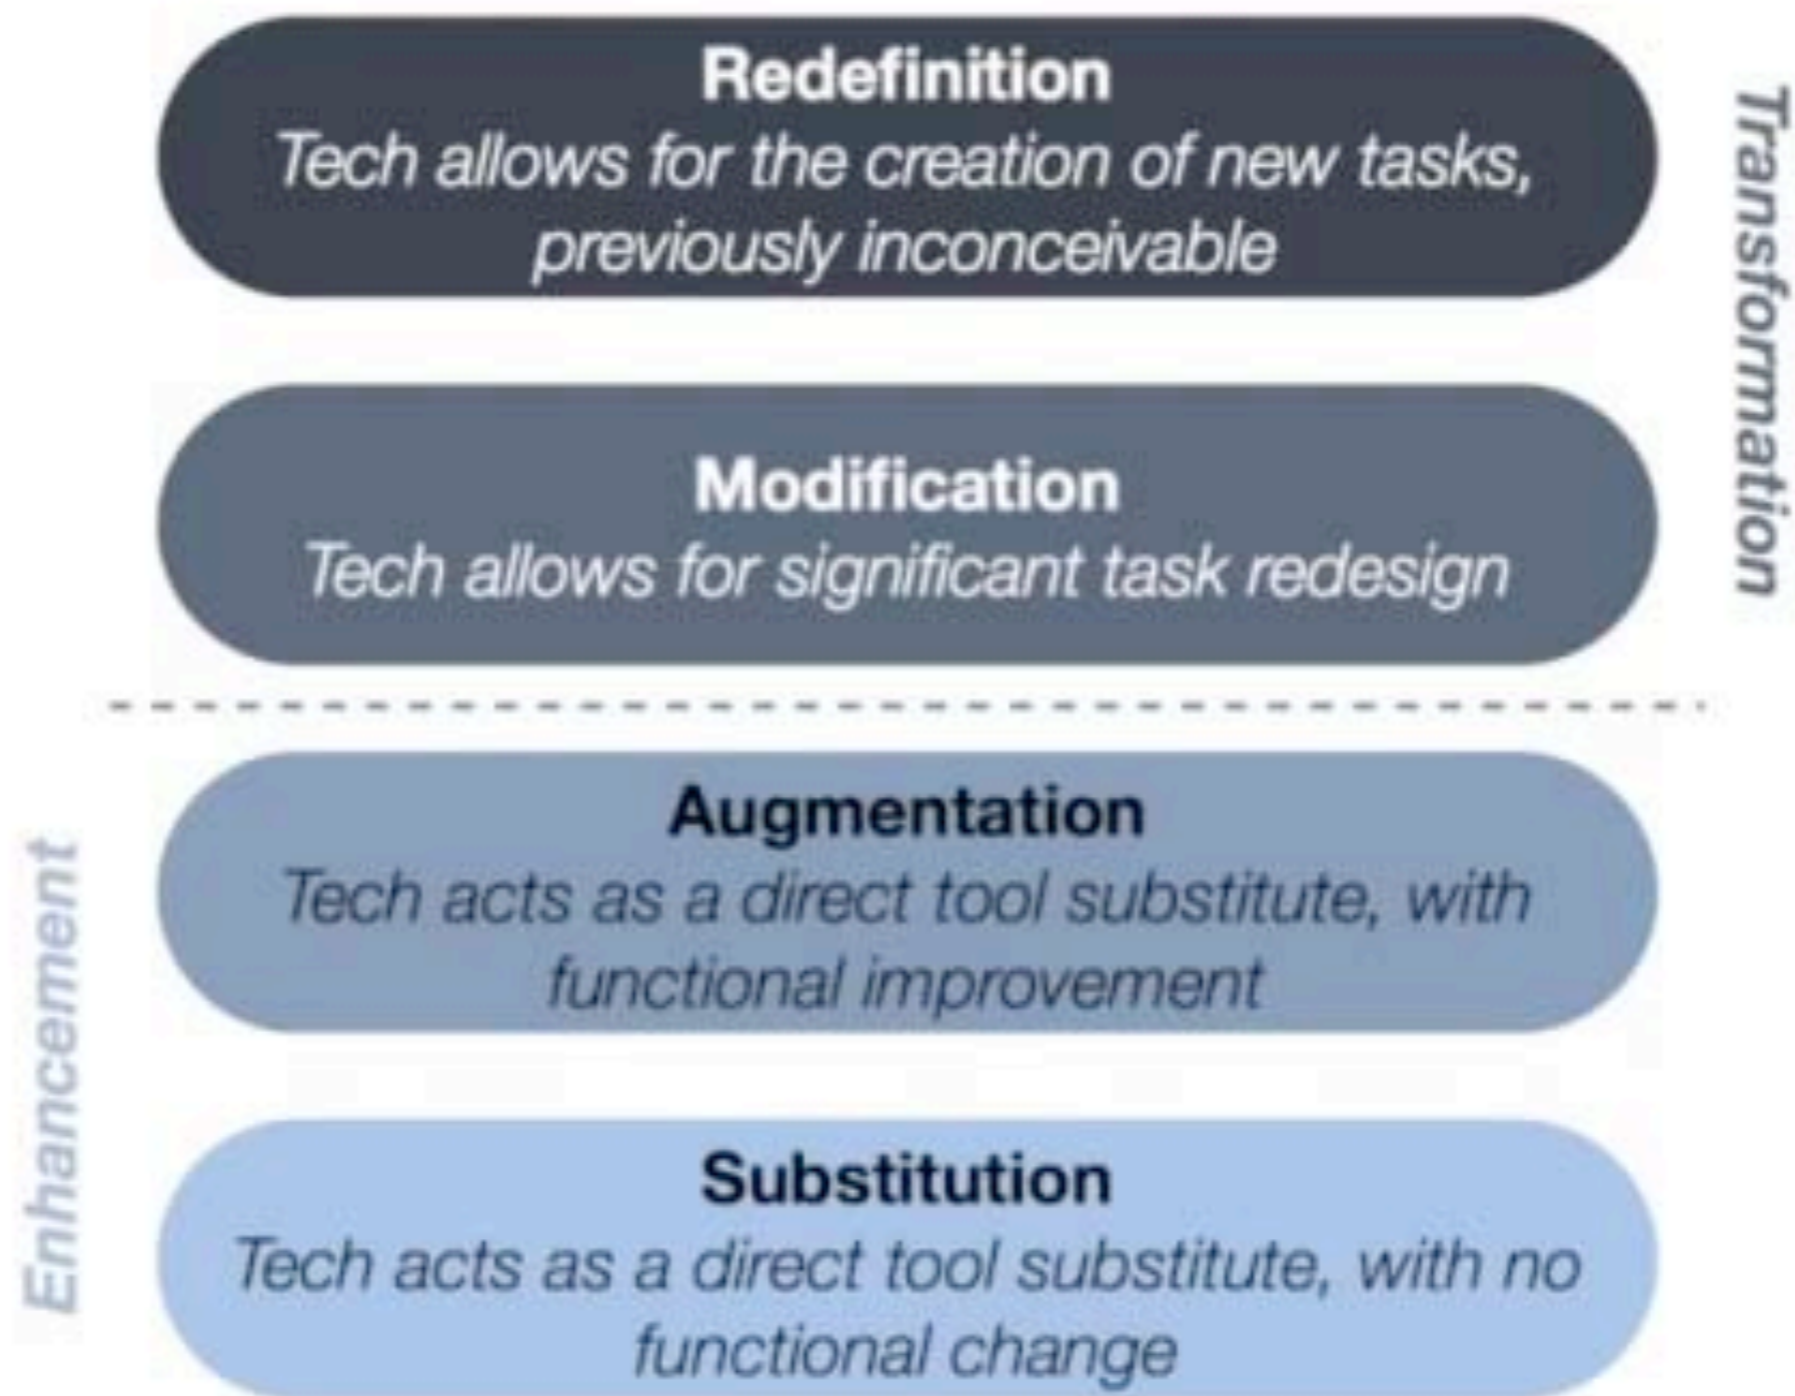 Redefinition
Tech allows for the creation of new tasks,
previously inconceivable
Transformation
Modification
Tech allows for significant task redesign
Augmentation
Tech acts as a direct tool substitute, with
functional improvement
Enhancement
Substitution
Tech acts as a direct tool substitute, with no
functional change